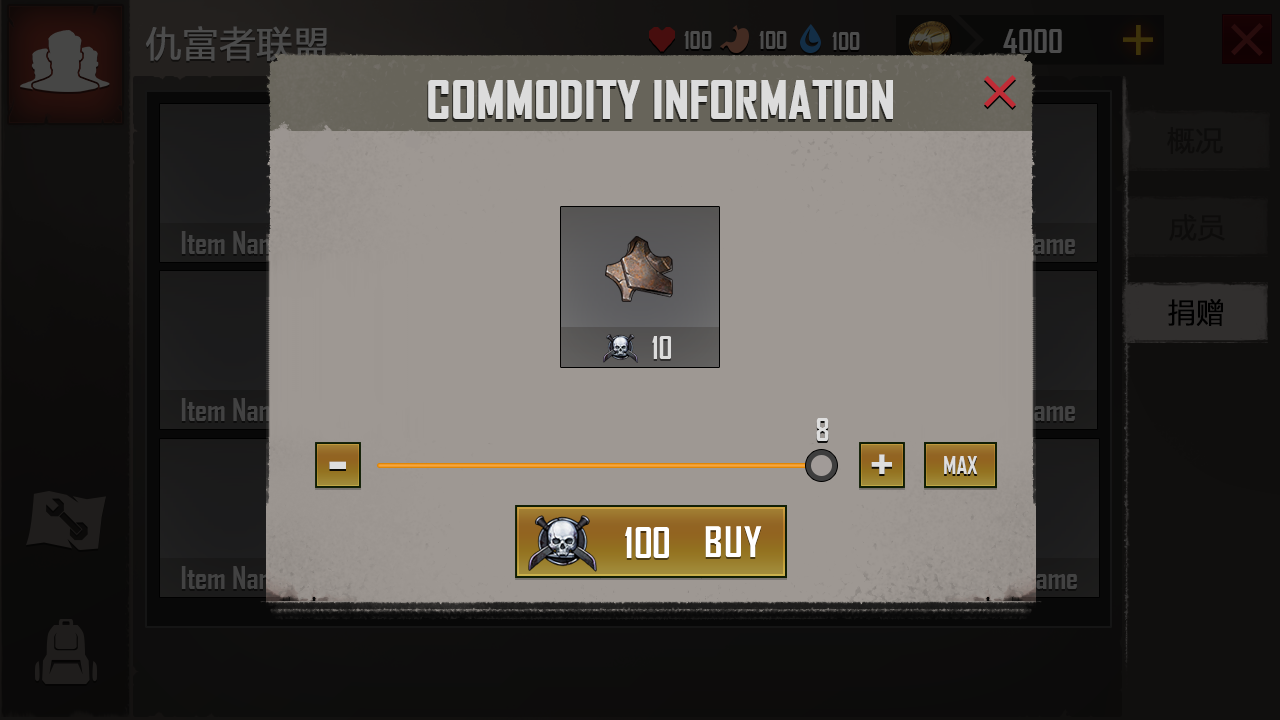 仇富者联盟
100 100 100 4000
COMMODITY INFORMATION
概况
成员
Item Nam
ame
捐赠
10
Item Nam
ame
8
MAX
100 BUY
Item Nam
ame